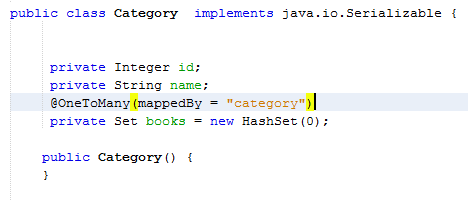 public class Category  implements java.io.Serializable {
private Integer id;
private String name;
@OneToMany(mappedBy = "category")
private Set books = new HashSet(0);
public Category() {
}